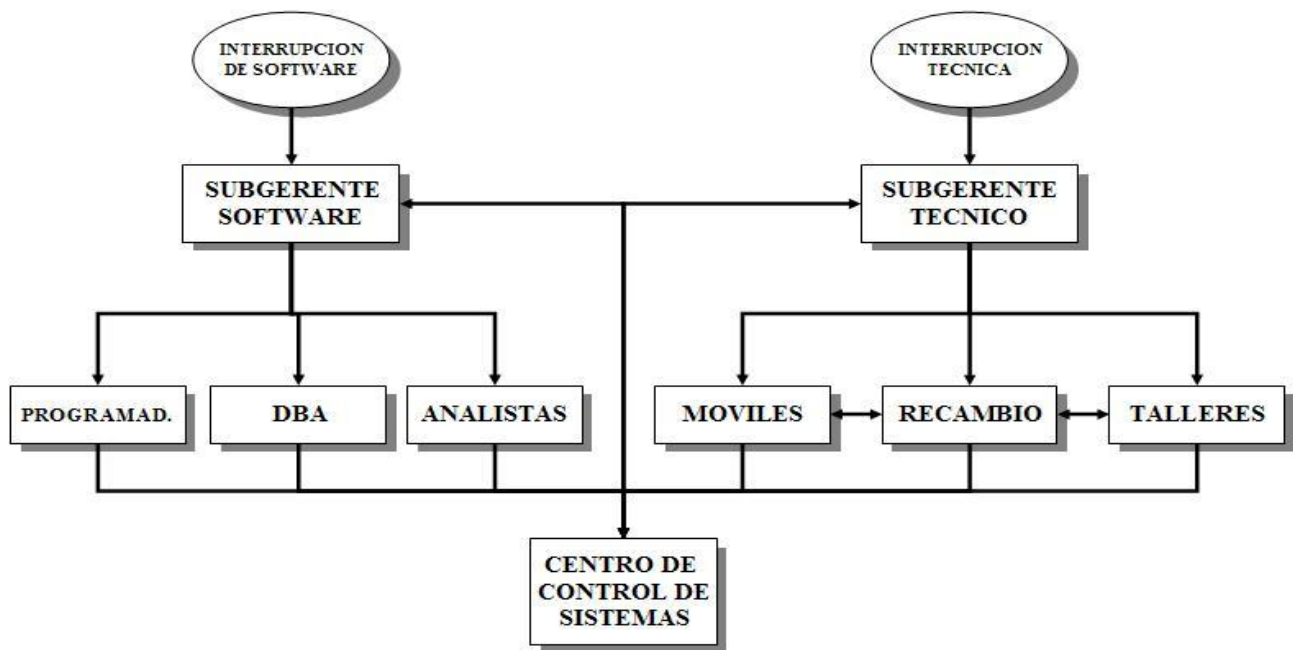 INTERRUPCION
DE SOFTWARE
INTERRUPCION
TECNICA
SUBGERENTE
SOFTWARE
SUBGERENTE
TECNICO
PROGRAMAD.
DBA
ANALISTAS
MOVILES
RECAMBIO
TALLERES
CENTRO DE
CONTROL DE
SISTEMAS